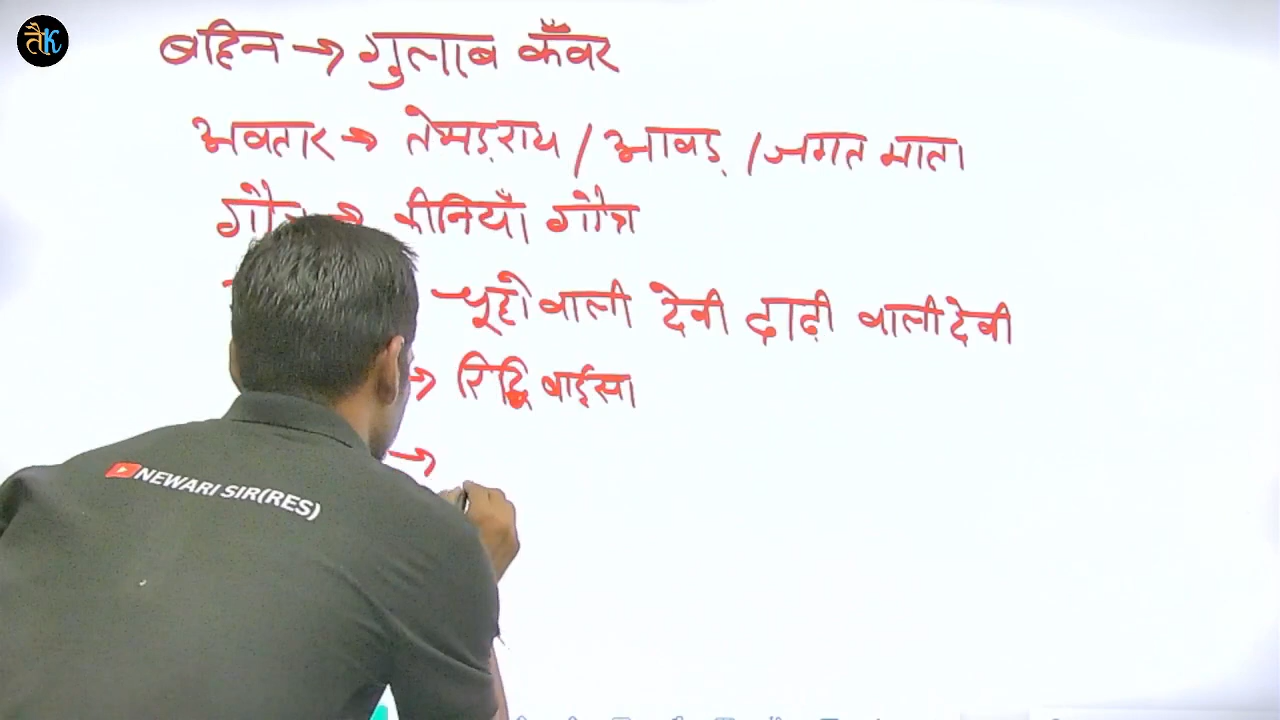 तैK
बहिन → गुलाब कँवर
अवतार → तेमड़राय / आवड़ / जगत माता
→ कीनियाँ गौत्र
चूहो वाली देवी दाढ़ी वाली देवी
→ रिद्धि बाईसा
→
NEWARI SIR(RES)